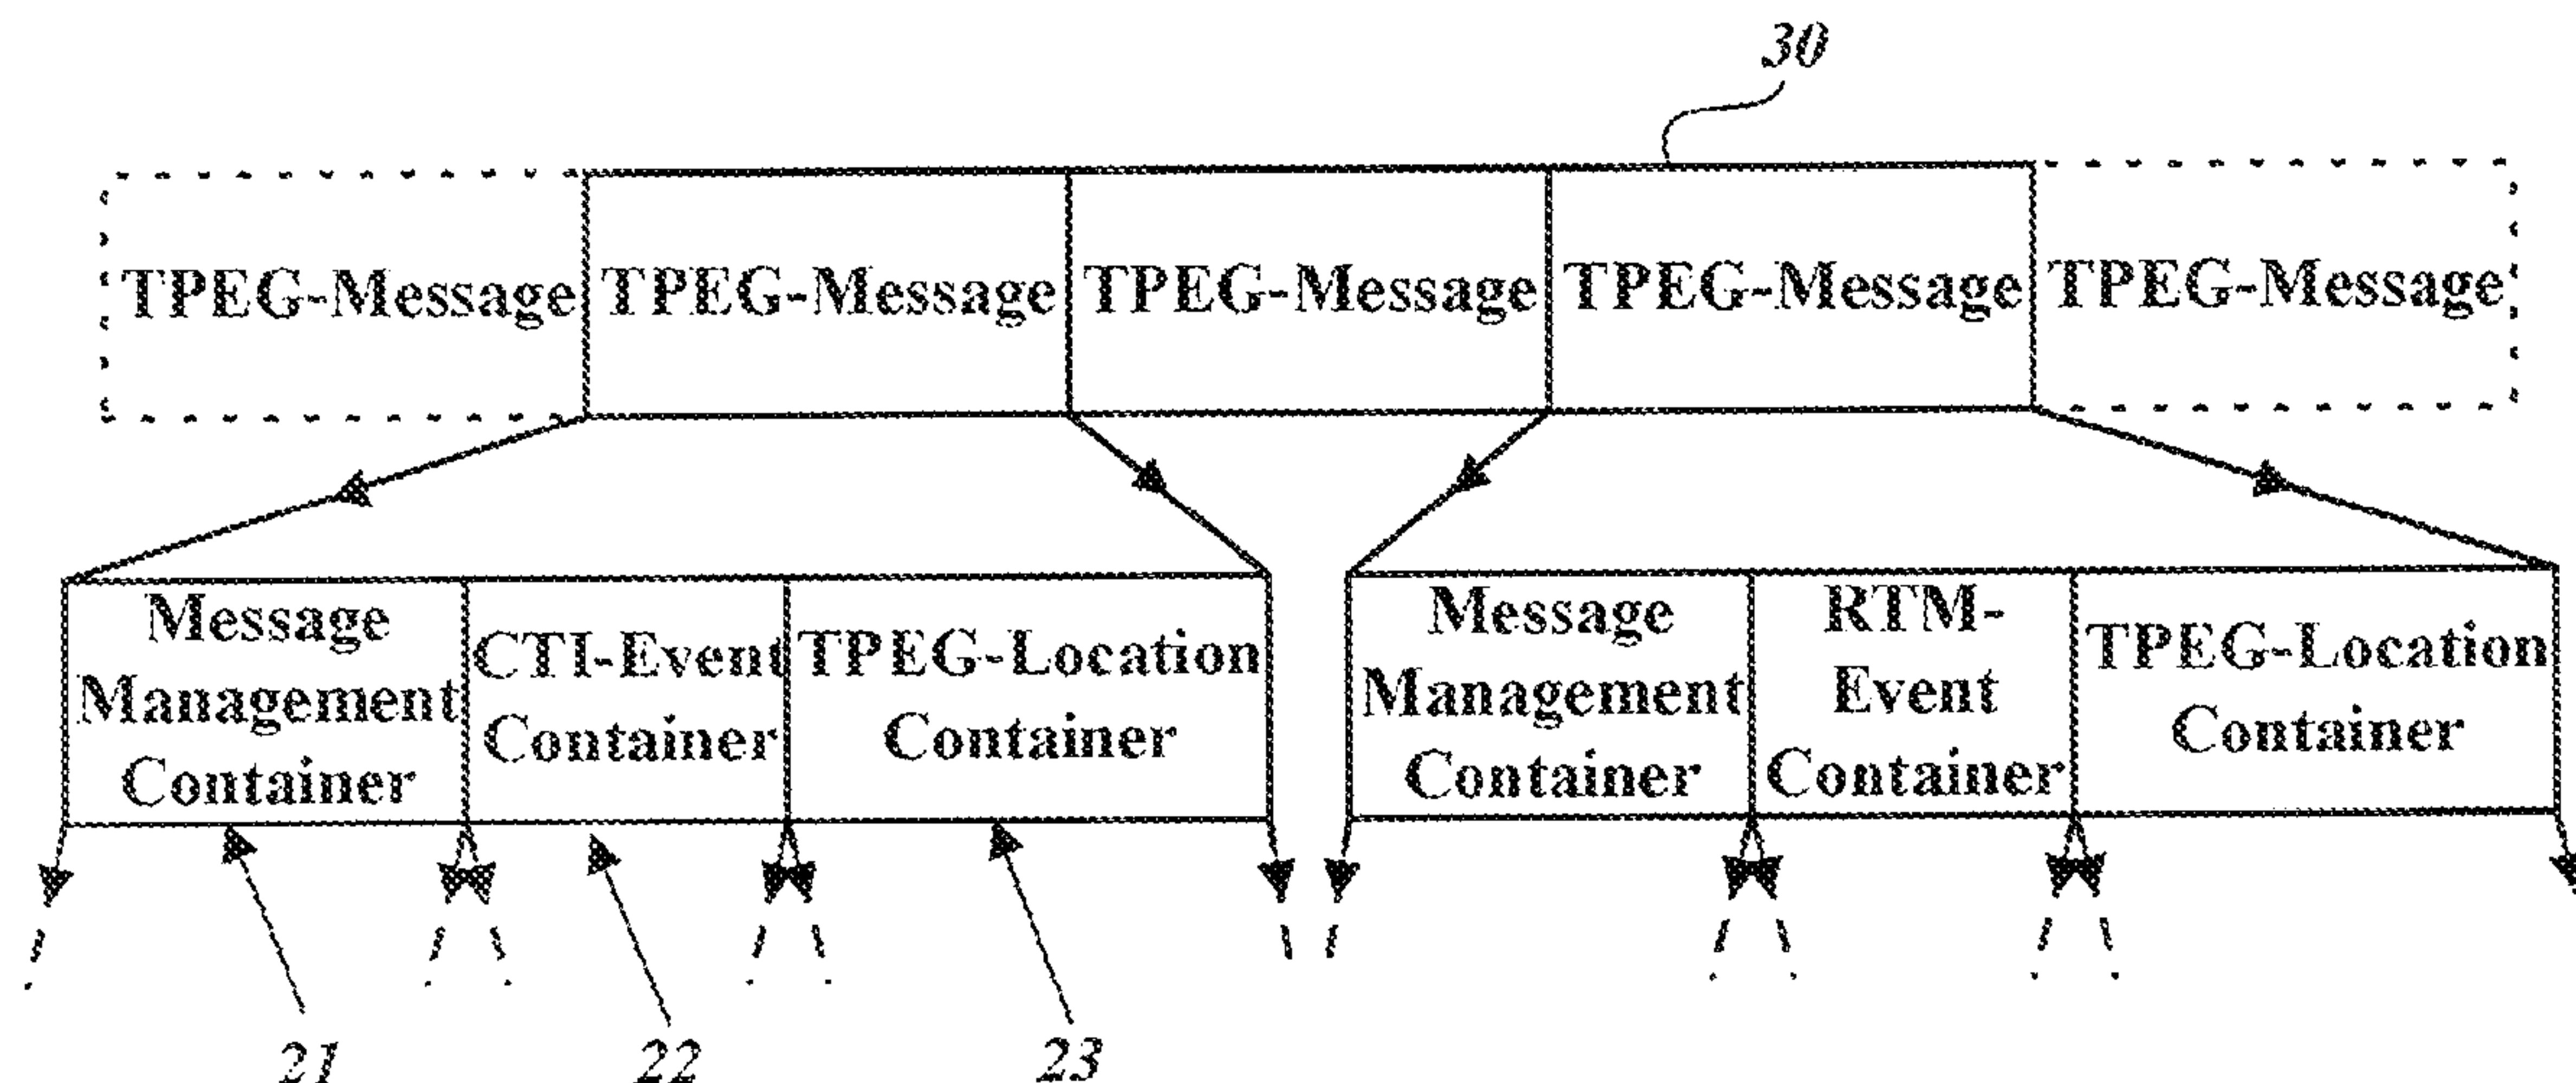 30
TPEG-Message TPEG-Message TPEG-Message TPEG-Message TPEG-Message
Message
Management
Container
CTI-Event
Container
TPEG-Location
Container
Message
Management
Container
RTM-
Event
Container
TPEG-Location
Container
21 22 23